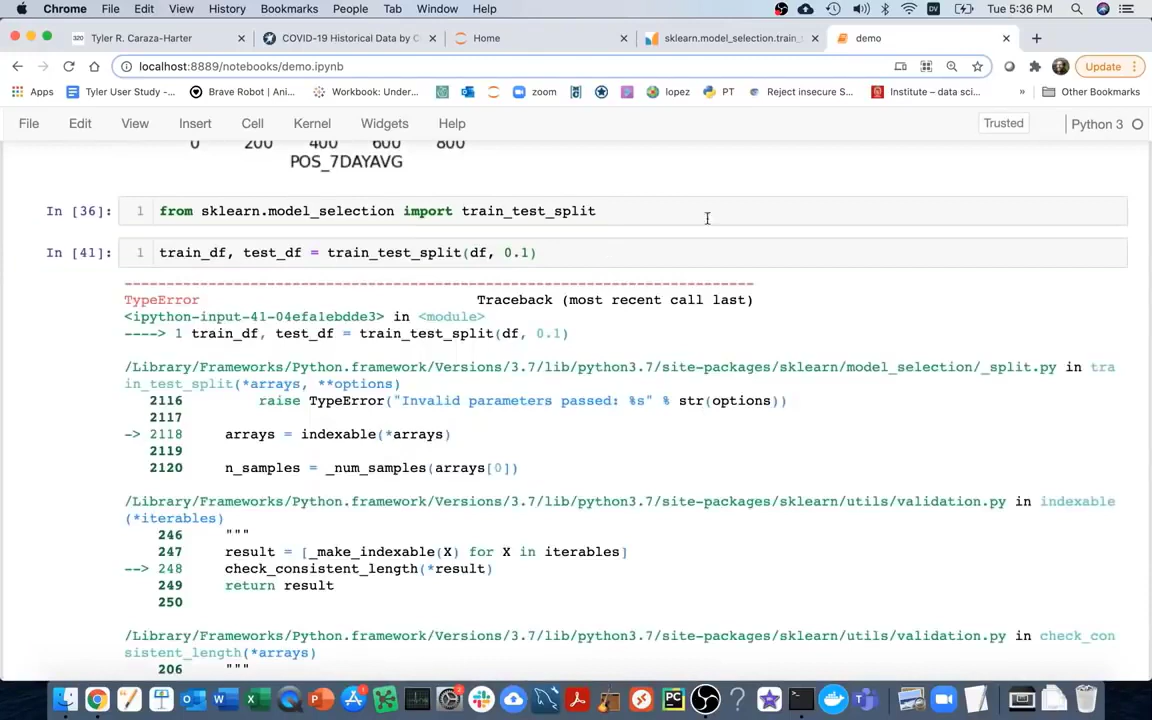 Chrome File Edit View History Bookmarks People Tab Window Help DV Tue 5:36 PM
320 Tyler R. Caraza-Harter COVID-19 Historical Data by C Home sklearn.model_selection.train_ demo
localhost:8889/notebooks/demo.ipynb Update
Apps Tyler User Study - Brave Robot | Ani... Workbook: Under... zoom lopez PT Reject insecure S... Institute – data sci... » Other Bookmarks
File Edit View Insert Cell Kernel Widgets Help Trusted Python 3
0 200 400 600 800
POS_7DAYAVG
In [36]: 1 from sklearn.model_selection import train_test_split
In [41]: 1 train_df, test_df = train_test_split(df, 0.1)
---------------------------------------------------------------------------
TypeError Traceback (most recent call last)
<ipython-input-41-04efa1ebdde3> in <module>
----> 1 train_df, test_df = train_test_split(df, 0.1)
/Library/Frameworks/Python.framework/Versions/3.7/lib/python3.7/site-packages/sklearn/model_selection/_split.py in tra
in_test_split(*arrays, **options)
2116 raise TypeError("Invalid parameters passed: %s" % str(options))
2117
-> 2118 arrays = indexable(*arrays)
2119
2120 n_samples = _num_samples(arrays[0])
/Library/Frameworks/Python.framework/Versions/3.7/lib/python3.7/site-packages/sklearn/utils/validation.py in indexable
(*iterables)
246 """
247 result = [_make_indexable(X) for X in iterables]
--> 248 check_consistent_length(*result)
249 return result
250
/Library/Frameworks/Python.framework/Versions/3.7/lib/python3.7/site-packages/sklearn/utils/validation.py in check_con
sistent_length(*arrays)
206 """